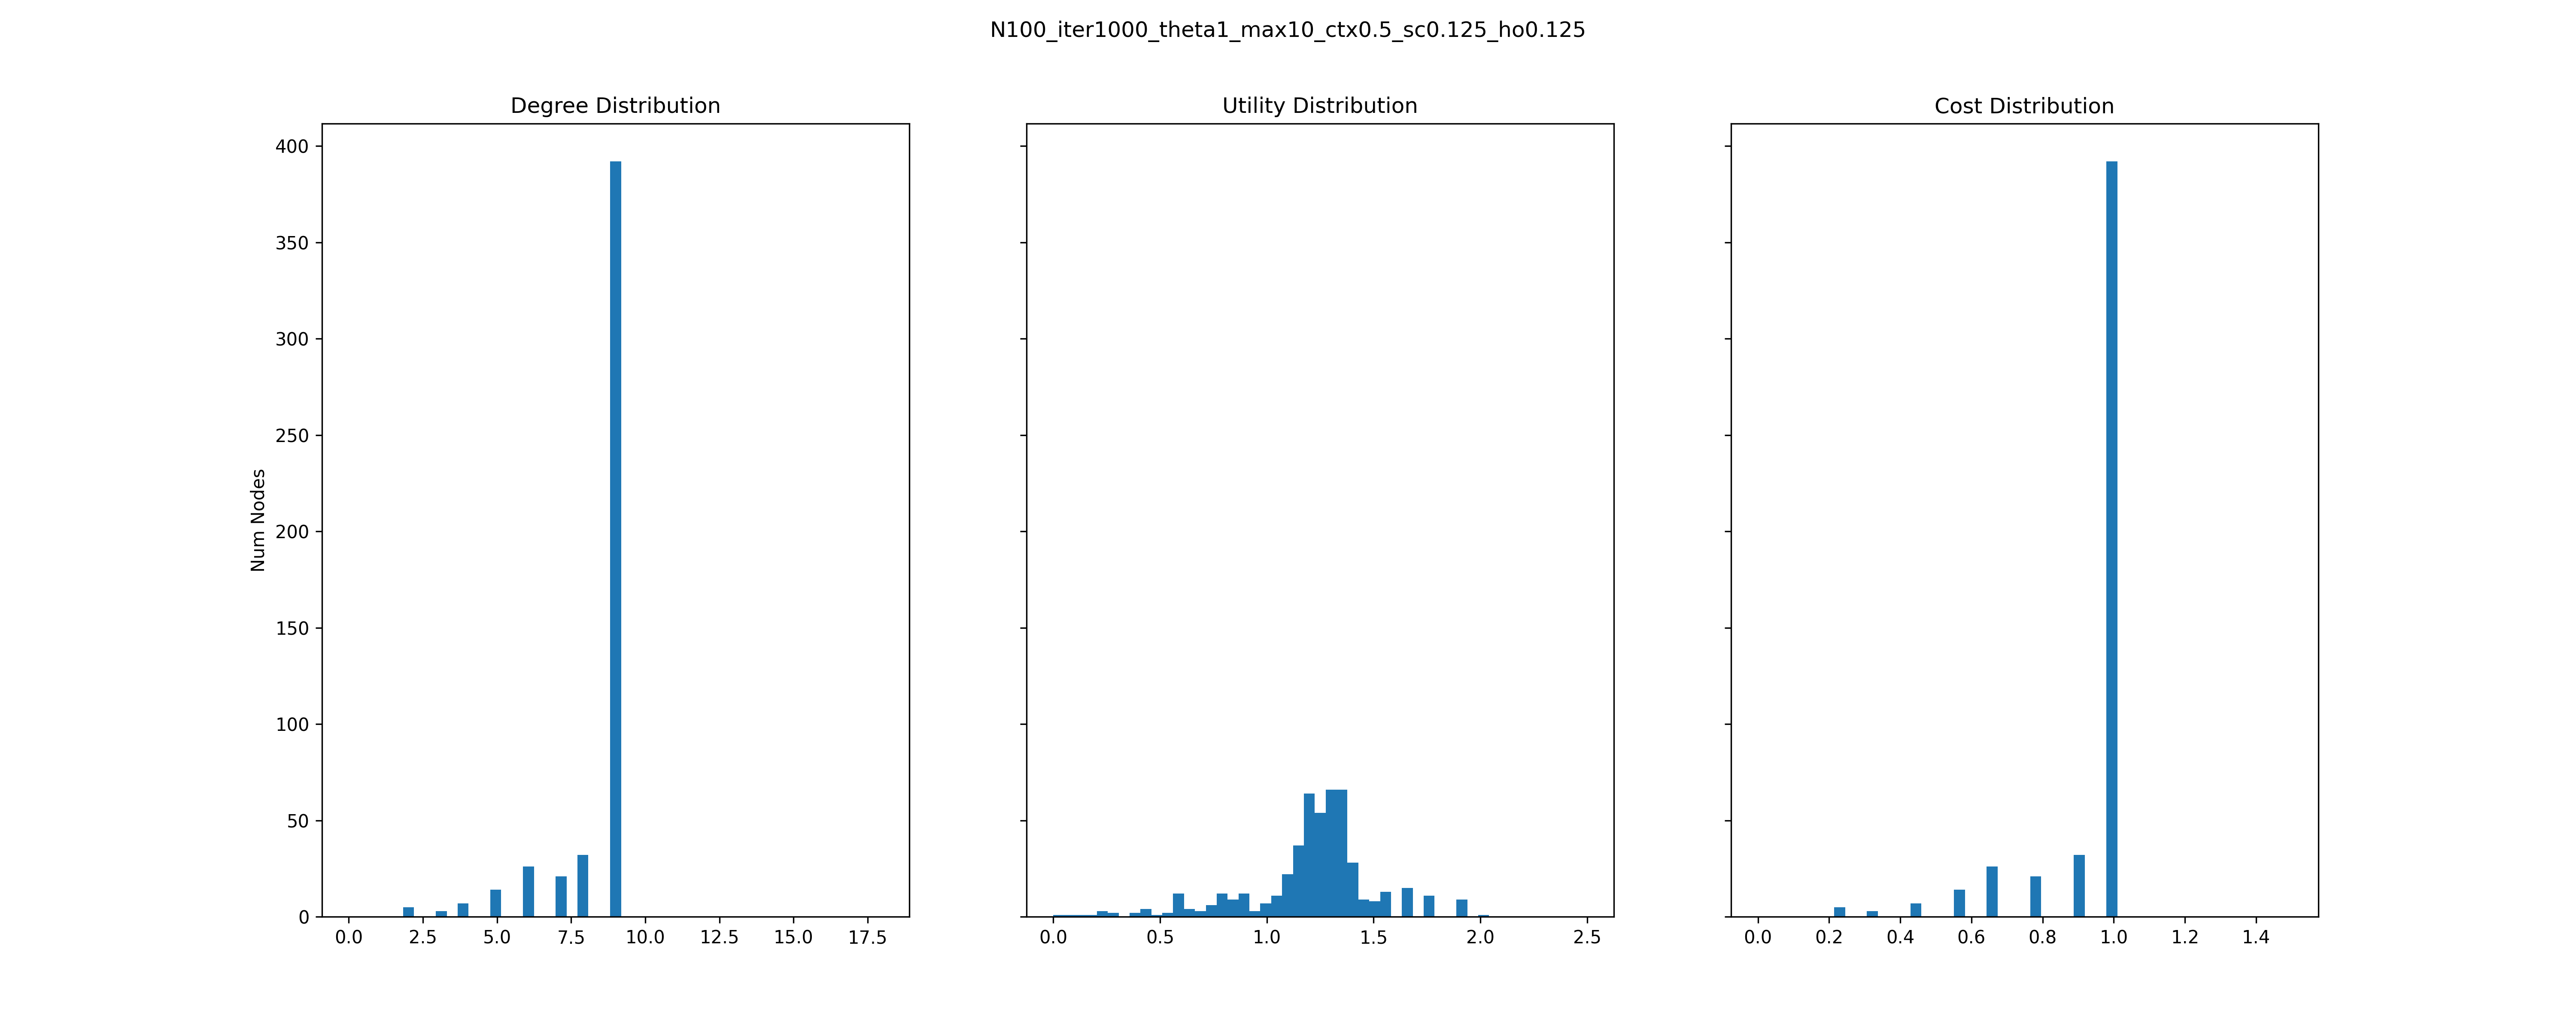 N100_iter1000_theta1_max10_ctx0.5_sc0.125_ho0.125
Degree Distribution
Utility Distribution
Cost Distribution
Num Nodes
400
350
300
250
200
150
100
50
0
0.0 2.5 5.0 7.5 10.0 12.5 15.0 17.5
0.0 0.5 1.0 1.5 2.0 2.5
0.0 0.2 0.4 0.6 0.8 1.0 1.2 1.4